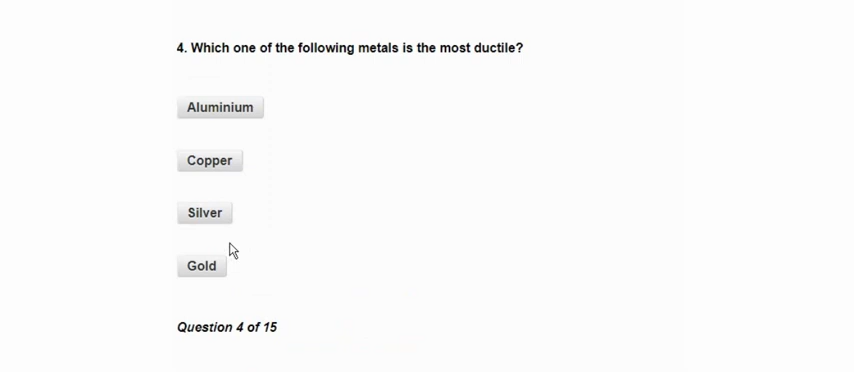 4. Which one of the following metals is the most ductile?
Aluminium
Copper
Silver
Gold
Question 4 of 15